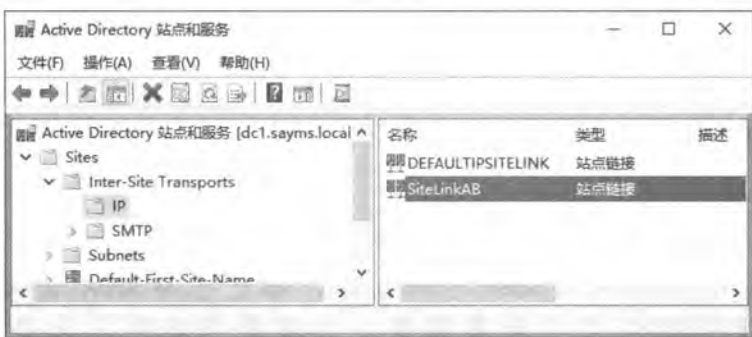 Active Directory 站点和服务
文件(F) 操作(A) 查看(V) 帮助(H)
Active Directory 站点和服务 [dc1.sayms.local
Sites
Inter-Site Transports
IP
SMTP
Subnets
Default-First-Site-Name
名称 类型 描述
DEFAULTIPSITELINK 站点链接
SiteLinkAB 站点链接